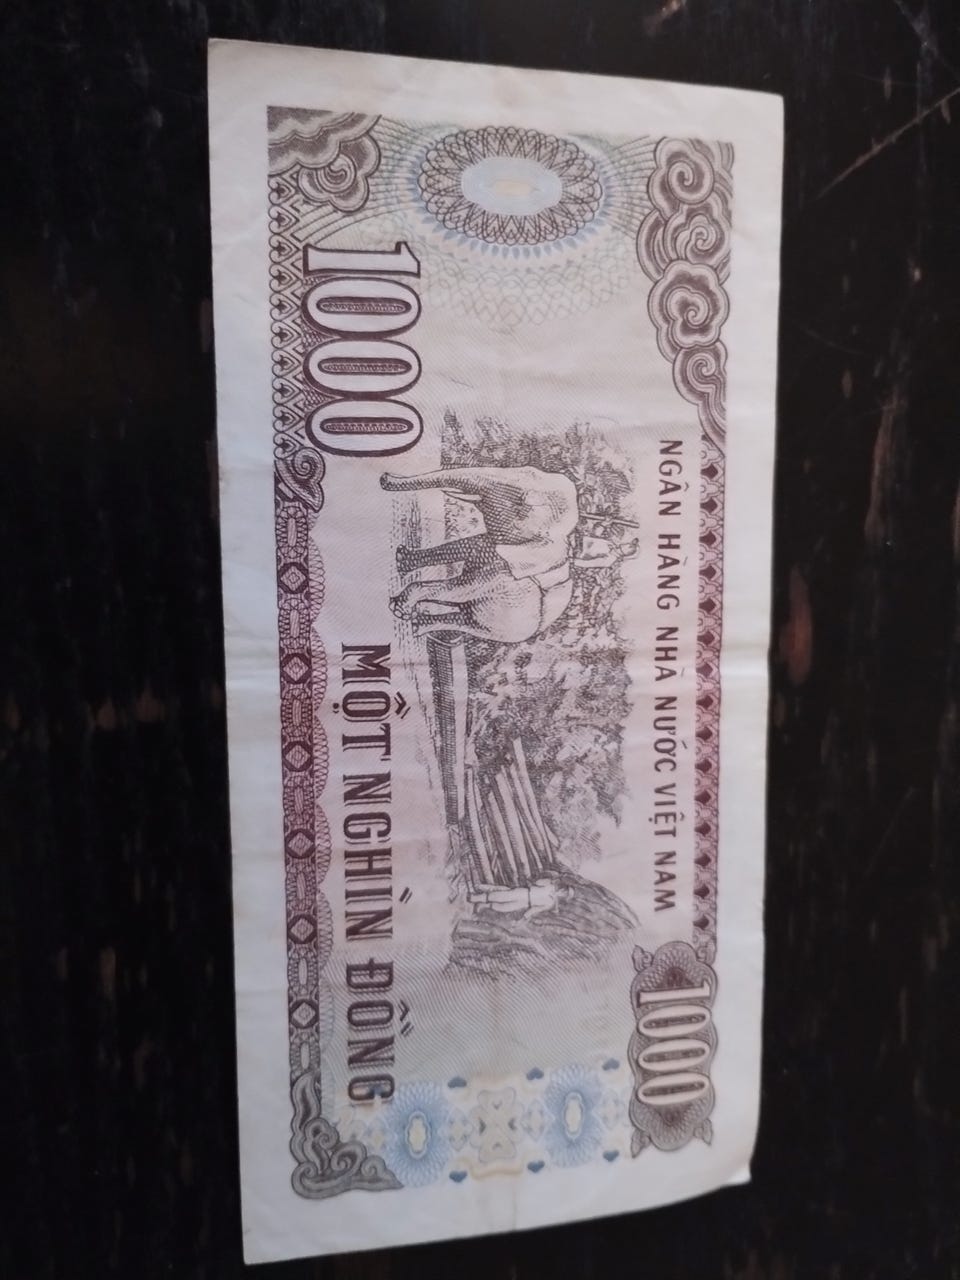 NGÂN HÀNG NHÀ NƯỚC VIỆT NAM
1000
1000
MỘT NGHÌN ĐỒNG